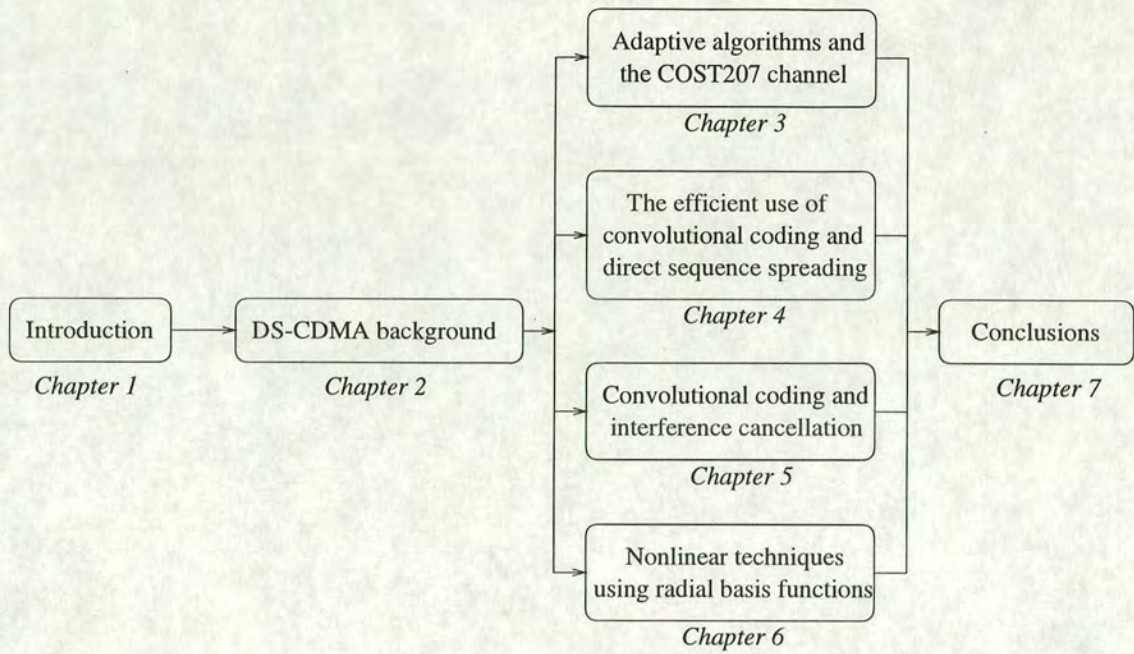 Introduction
Chapter 1
DS-CDMA background
Chapter 2
Adaptive algorithms and
the COST207 channel
Chapter 3
The efficient use of
convolutional coding and
direct sequence spreading
Chapter 4
Convolutional coding and
interference cancellation
Chapter 5
Nonlinear techniques
using radial basis functions
Chapter 6
Conclusions
Chapter 7